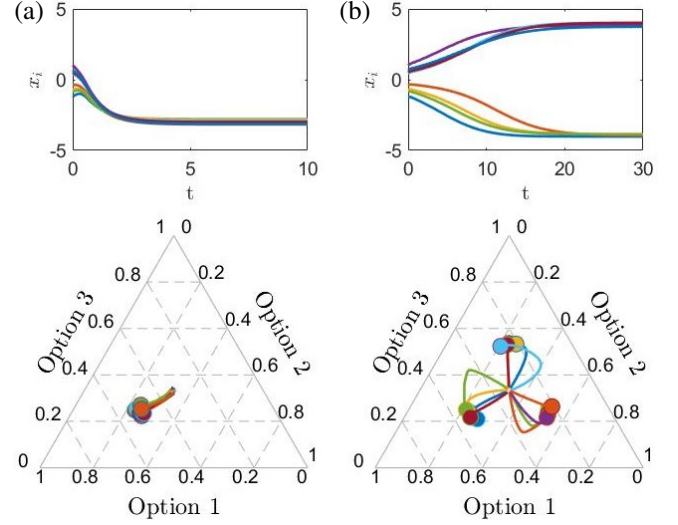 (a) (b)
5 5
x_i 0 x_i 0
-5 -5
0 5 10 0 10 20 30
t t
1 0 1 0
0.8 0.2 0.8 0.2
Option 3 Option 2 Option 3 Option 2
0.6 0.4 0.6 0.4
0.4 0.6 0.4 0.6
0.2 0.8 0.2 0.8
0 1 0 1
1 0.8 0.6 0.4 0.2 0 1 0.8 0.6 0.4 0.2 0
Option 1 Option 1